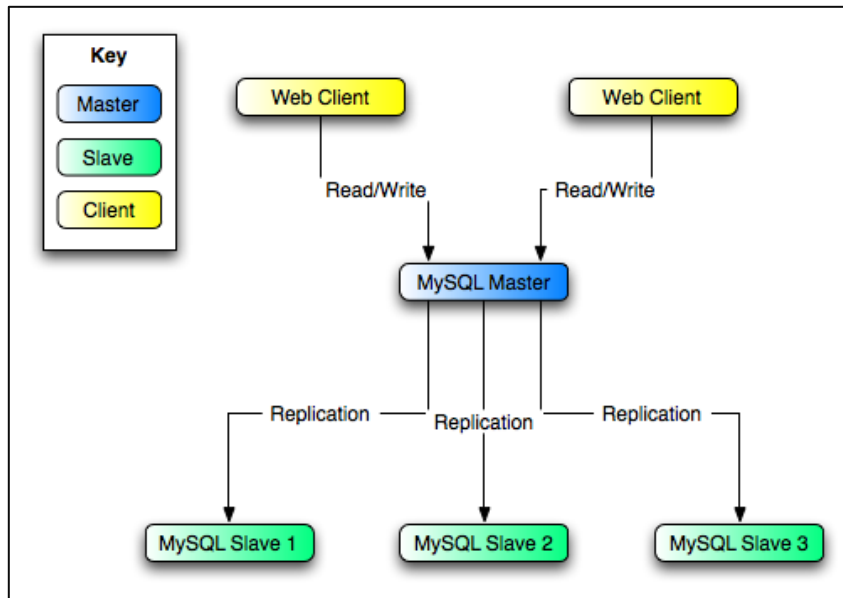 Key
Master
Slave
Client
Web Client
Web Client
Read/Write
Read/Write
MySQL Master
Replication
Replication
Replication
MySQL Slave 1
MySQL Slave 2
MySQL Slave 3